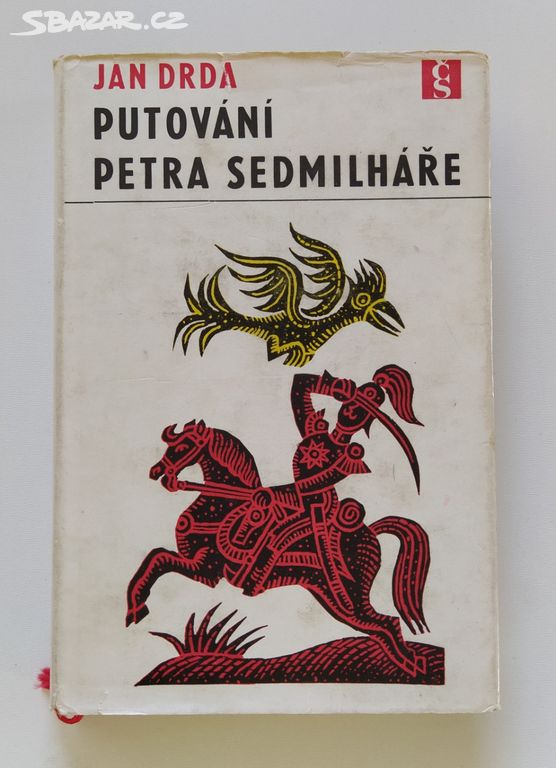 SBAZAR.CZ
JAN DRDA
ČS
PUTOVÁNÍ
PETRA SEDMILHÁŘE